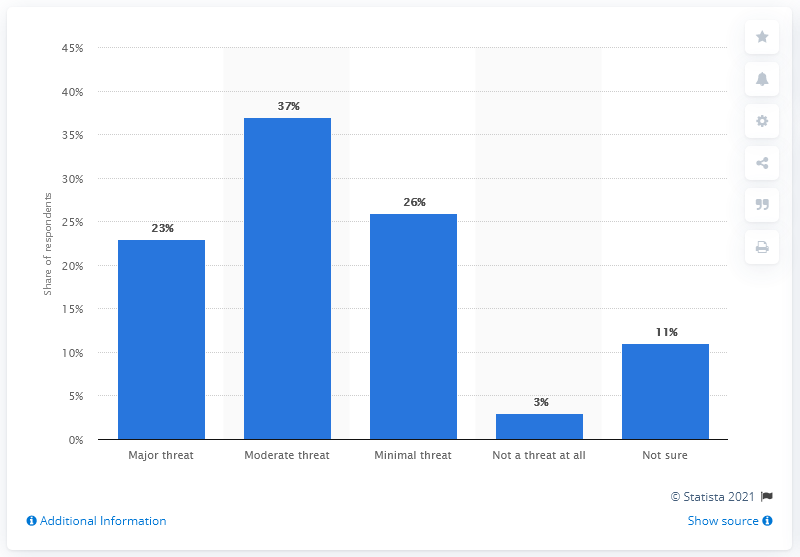 45%
40%
35%
30%
25%
20%
15%
10%
5%
0%
Share of respondents
23%
37%
26%
3%
11%
Major threat
Moderate threat
Minimal threat
Not a threat at all
Not sure
© Statista 2021
Additional Information
Show source